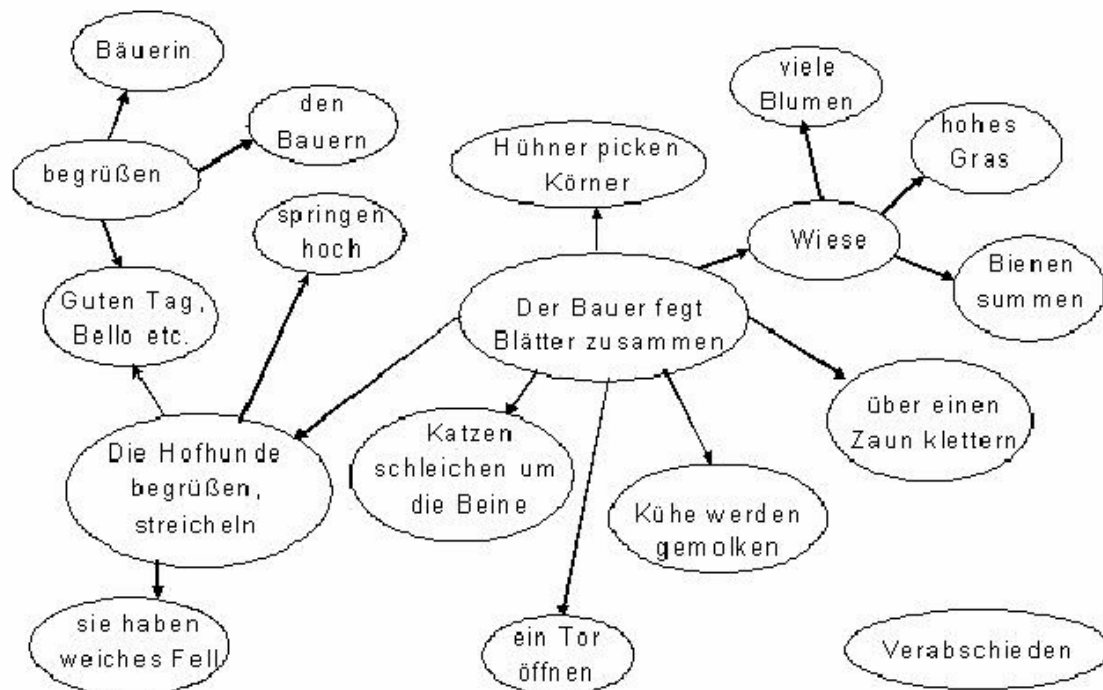 Bäuerin
den
Bauern
begrüßen
viele
Blumen
hohes
Gras
Hühner picken
Körner
springen
hoch
Wiese
Bienen
summen
Guten Tag,
Bello etc.
Der Bauer fegt
Blätter zusammen
über einen
Zaun klettern
Die Hofhunde
begrüßen,
streicheln
Katzen
schleichen um
die Beine
Kühe werden
gemolken
sie haben
weiches Fell
ein Tor
öffnen
Verabschieden